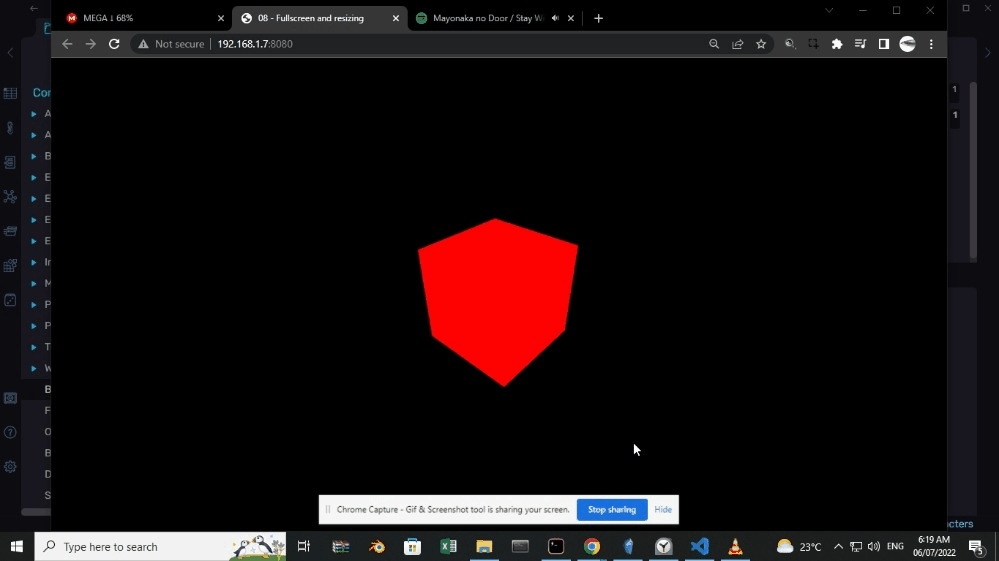 MEGA ⭳ 68%
08 - Fullscreen and resizing
Mayonaka no Door / Stay W
Not secure
192.168.1.7:8080
1
1
Con
A
A
B
E
E
E
E
In
M
P
P
T
W
B
F
O
B
D
S
Chrome Capture - Gif & Screenshot tool is sharing your screen.
Stop sharing
Hide
acters
Type here to search
23°C
ENG
6:19 AM
06/07/2022
5